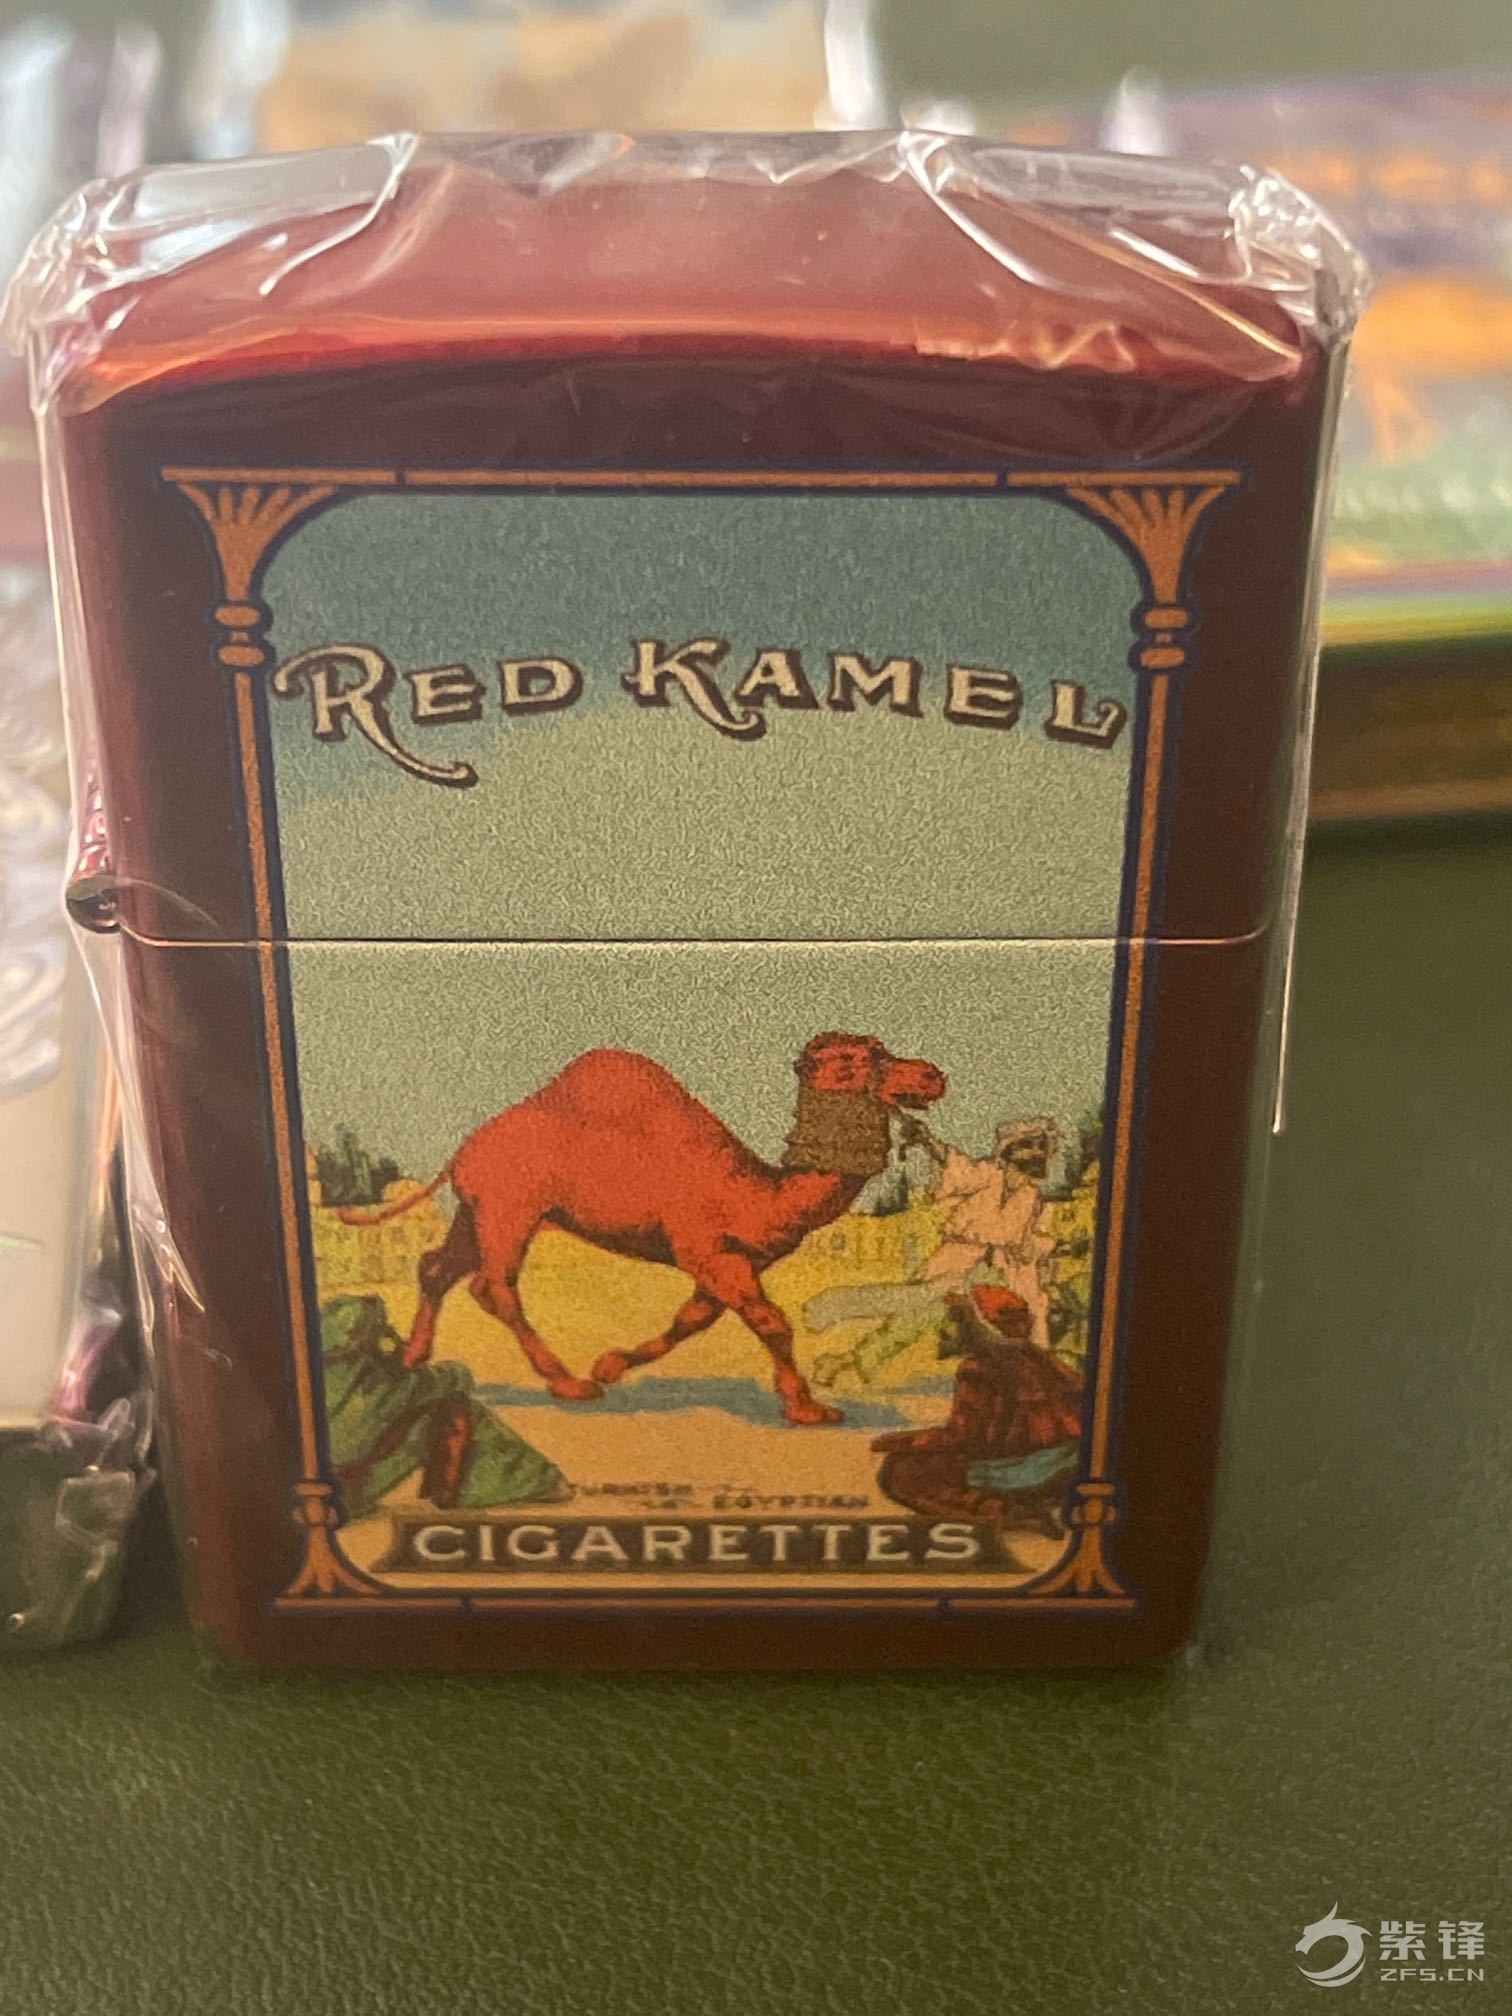 RED KAMEL
TURKISH
EGYPTIAN
CIGARETTES
紫锋
ZFS.CN